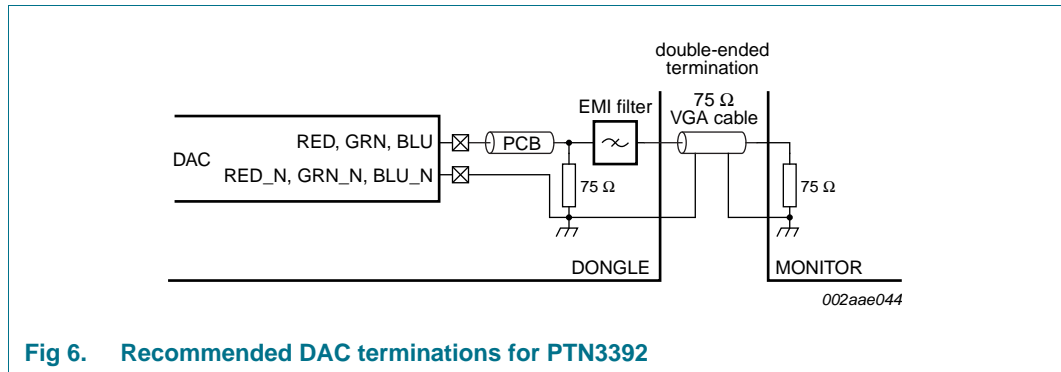 double-ended
termination
EMI filter
75 Ω
VGA cable
RED, GRN, BLU
PCB
DAC
RED_N, GRN_N, BLU_N
75 Ω
75 Ω
DONGLE
MONITOR
002aae044
Fig 6. Recommended DAC terminations for PTN3392